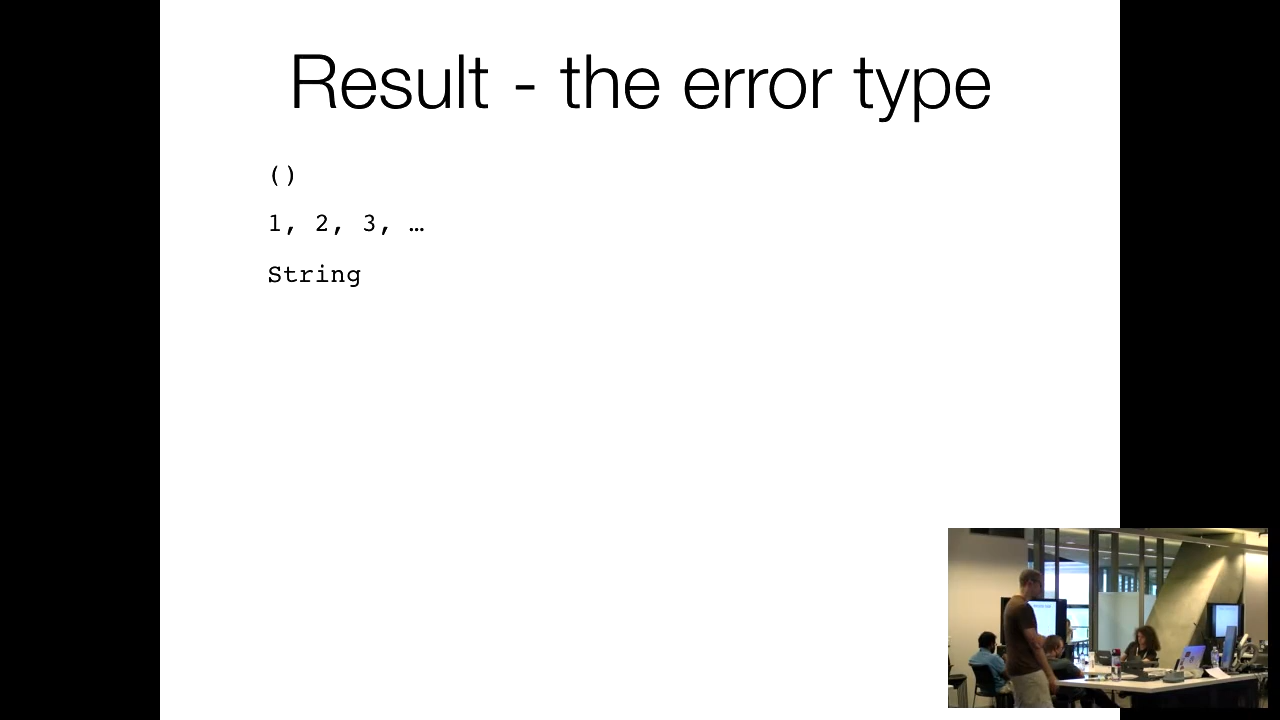 Result - the error type
()
1, 2, 3, …
String